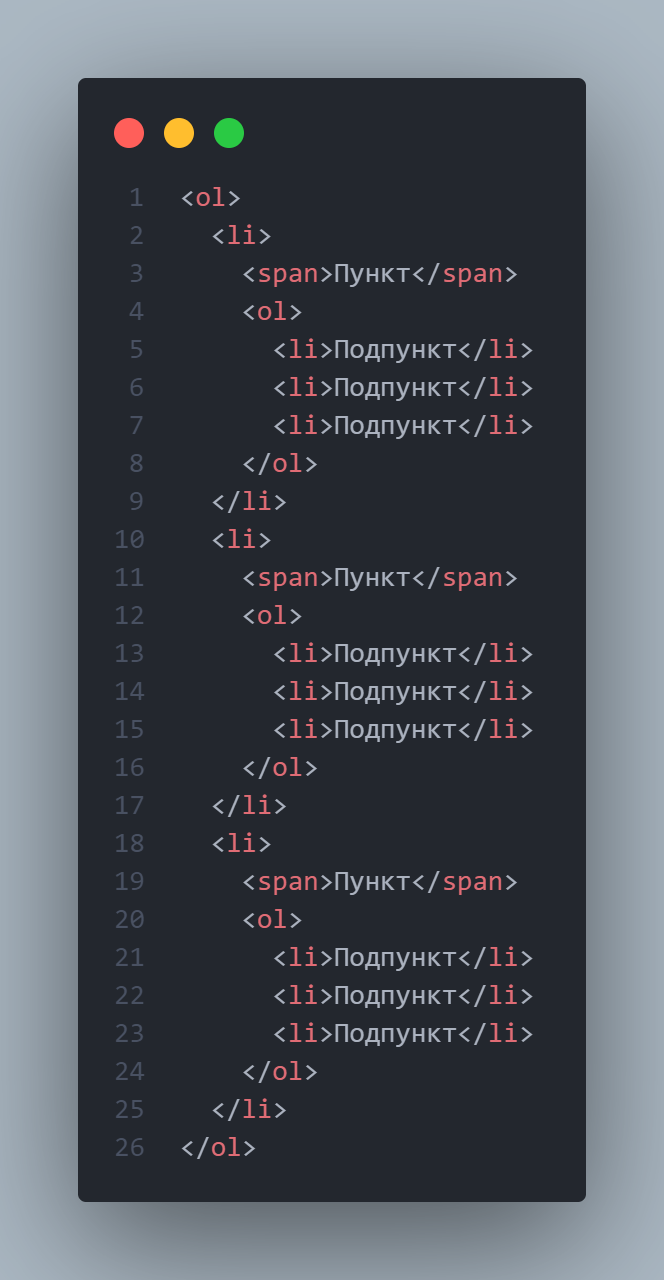 1 <ol>
2   <li>
3     <span>Пункт</span>
4     <ol>
5       <li>Подпункт</li>
6       <li>Подпункт</li>
7       <li>Подпункт</li>
8     </ol>
9   </li>
10   <li>
11     <span>Пункт</span>
12     <ol>
13       <li>Подпункт</li>
14       <li>Подпункт</li>
15       <li>Подпункт</li>
16     </ol>
17   </li>
18   <li>
19     <span>Пункт</span>
20     <ol>
21       <li>Подпункт</li>
22       <li>Подпункт</li>
23       <li>Подпункт</li>
24     </ol>
25   </li>
26 </ol>